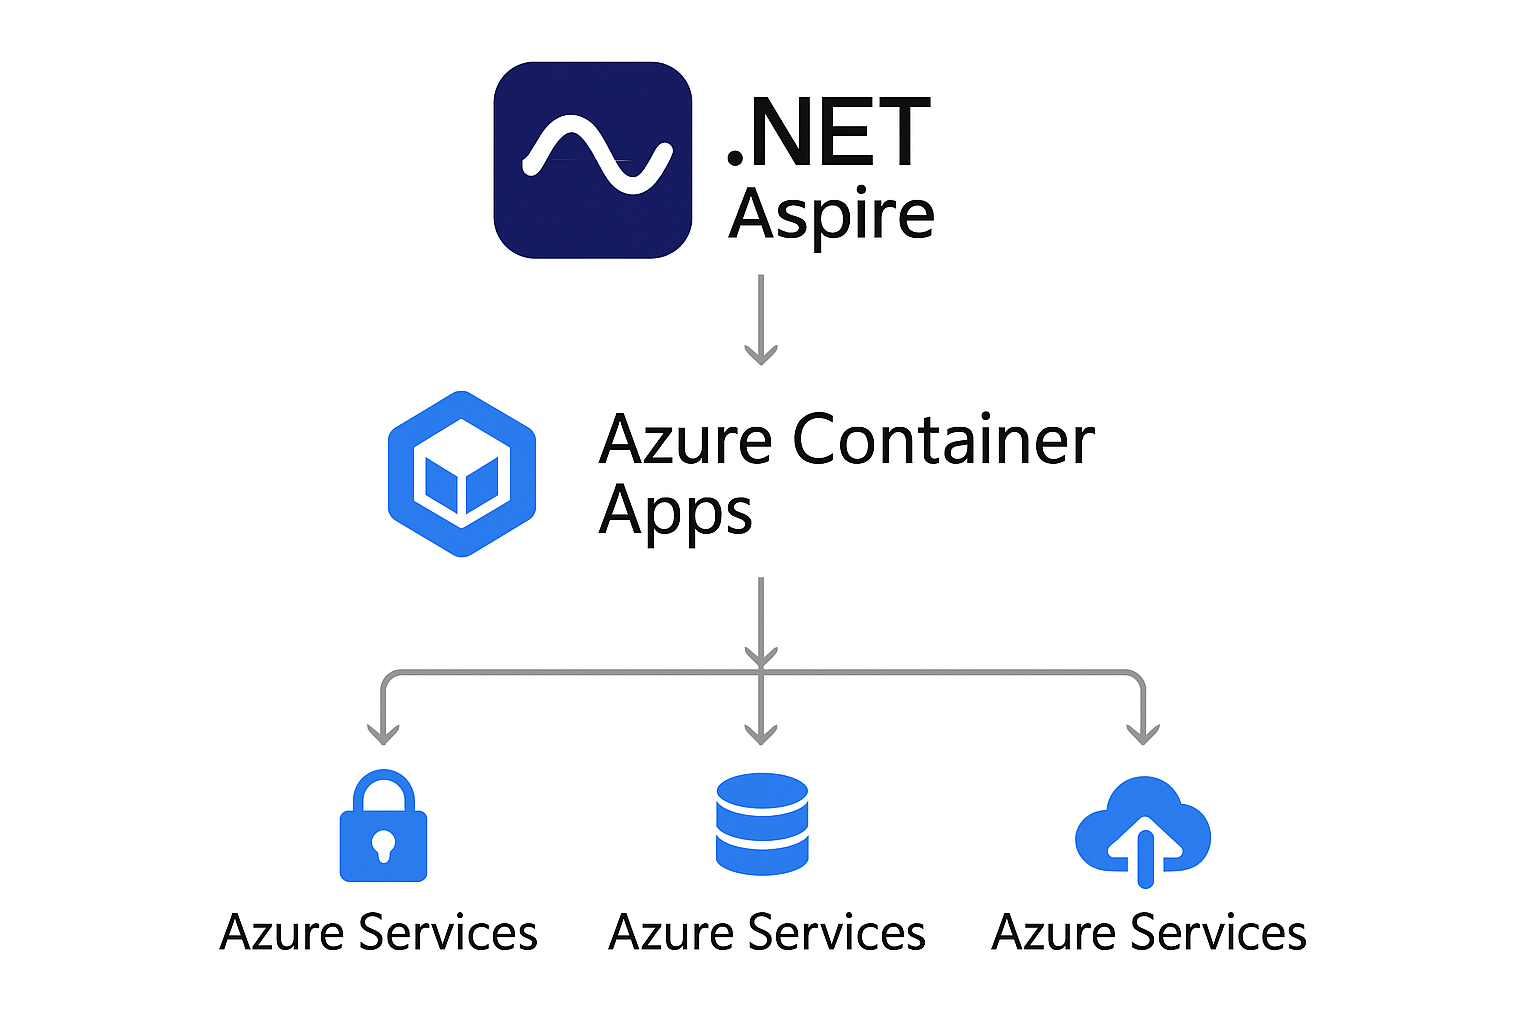 .NET
Aspire
Azure Container
Apps
Azure Services
Azure Services
Azure Services